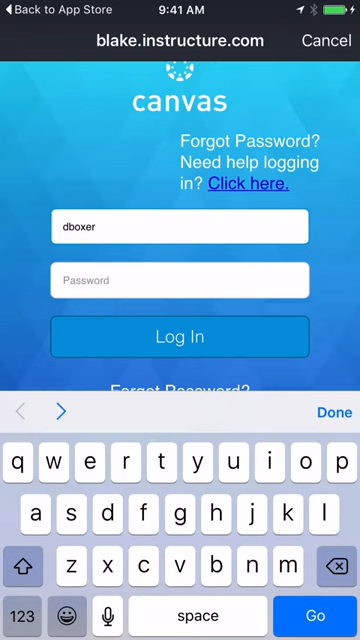 Back to App Store
9:41 AM
blake.instructure.com
Cancel
canvas
Forgot Password?
Need help logging
in? Click here.
dboxer
Password
Log In
Forgot Password?
Done
q w e r t y u i o p
a s d f g h j k l
z x c v b n m
123
space
Go